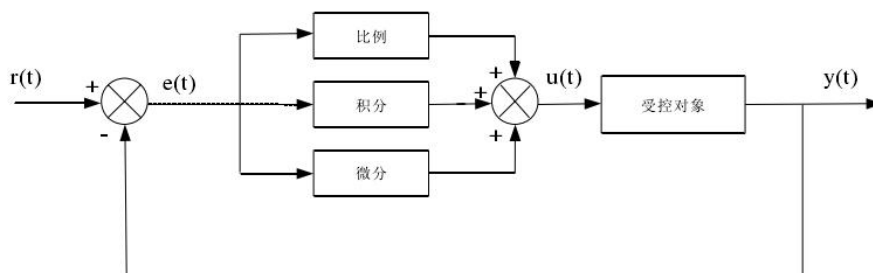 比例
r(t)
+
e(t)
+
u(t)
y(t)
积分
+
受控对象
-
+
微分